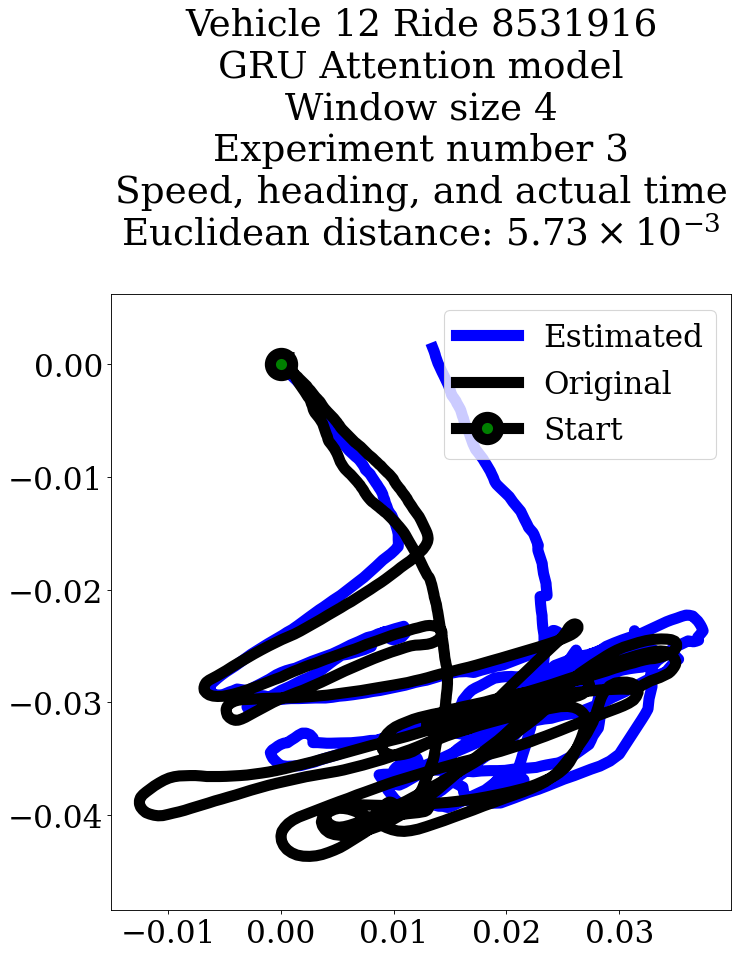 Vehicle 12 Ride 8531916
GRU Attention model
Window size 4
Experiment number 3
Speed, heading, and actual time
Euclidean distance: 5.73 × 10⁻³
Estimated
Original
Start
0.00
−0.01
−0.02
−0.03
−0.04
−0.01 0.00 0.01 0.02 0.03